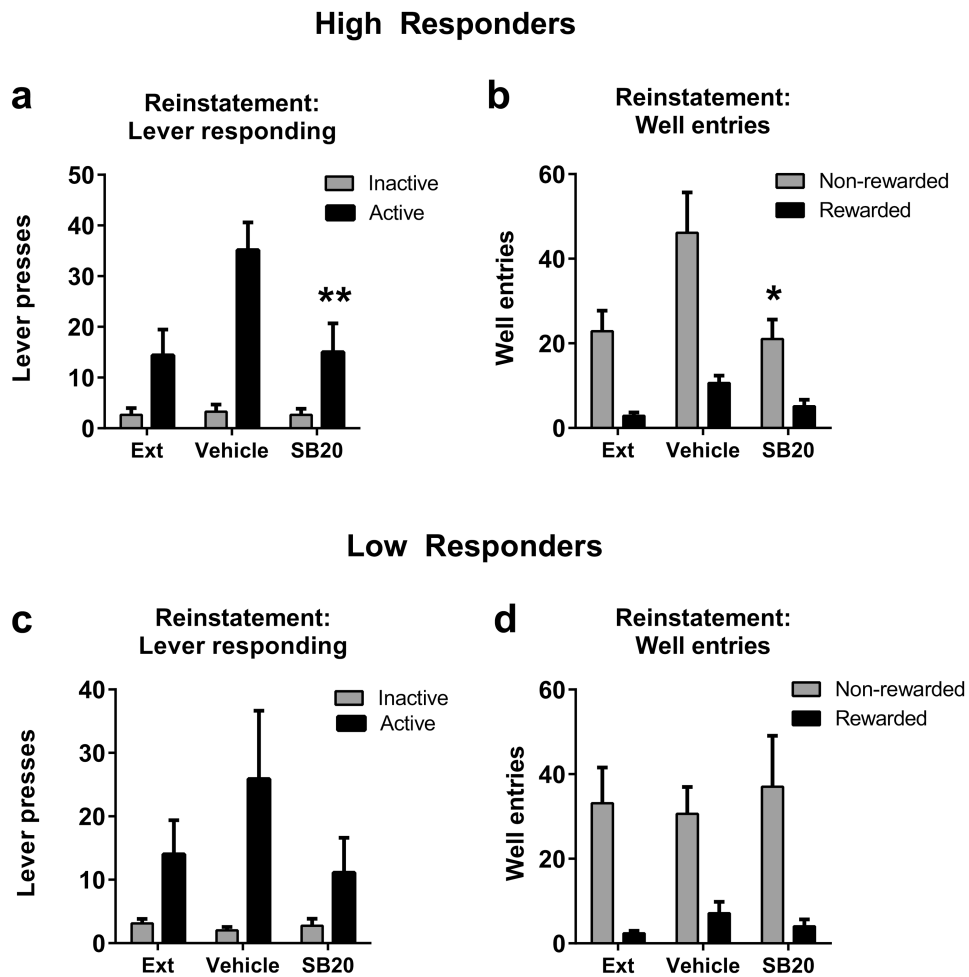 High Responders
a
Reinstatement:
Lever responding
Inactive
Active
Lever presses
50
40
30
20
10
0
**
Ext
Vehicle
SB20
b
Reinstatement:
Well entries
Non-rewarded
Rewarded
Well entries
60
40
20
0
*
Ext
Vehicle
SB20
Low Responders
c
Reinstatement:
Lever responding
Inactive
Active
Lever presses
40
30
20
10
0
Ext
Vehicle
SB20
d
Reinstatement:
Well entries
Non-rewarded
Rewarded
Well entries
60
40
20
0
Ext
Vehicle
SB20